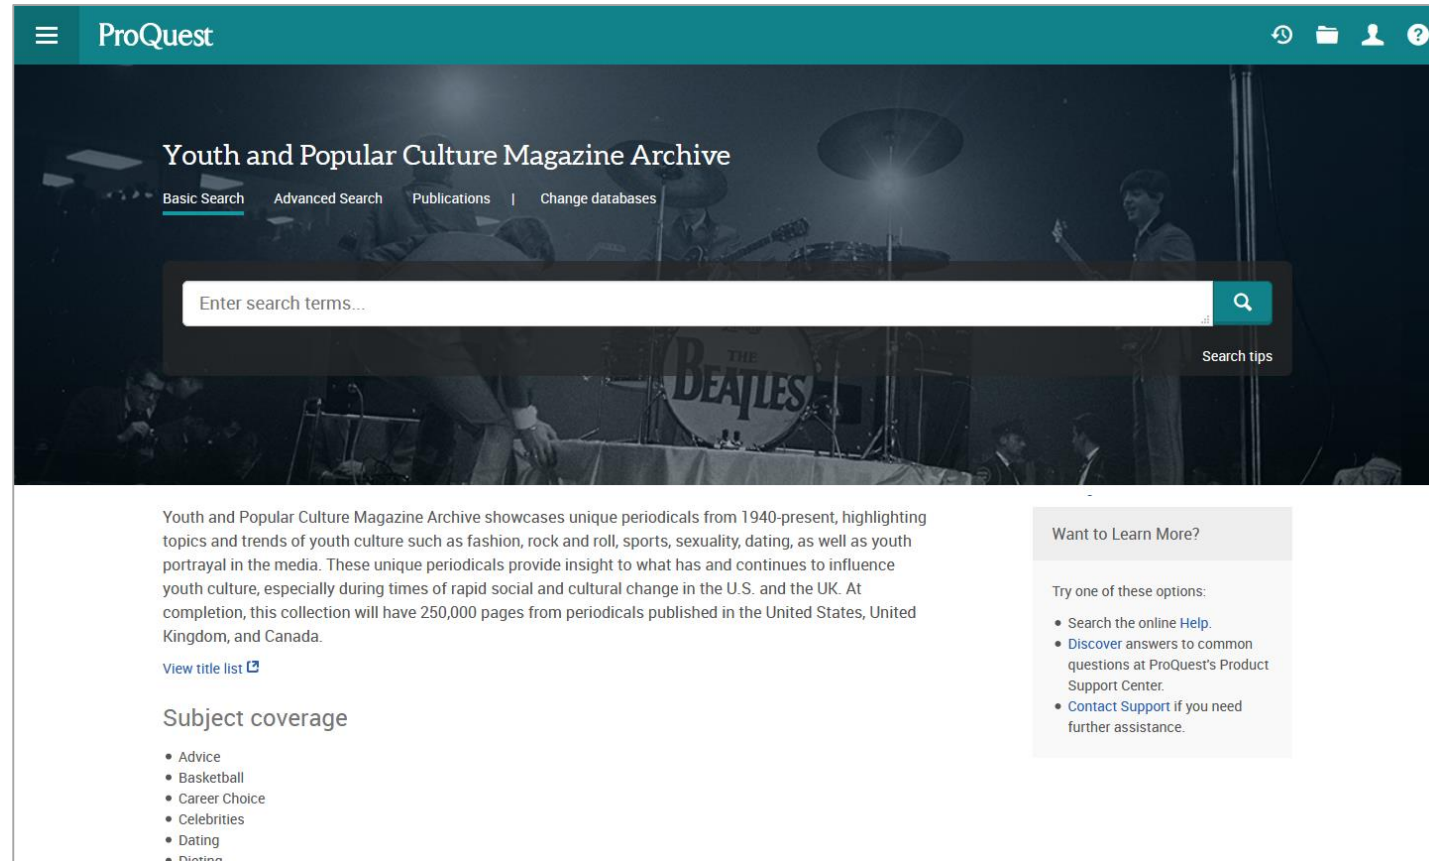 ProQuest
Youth and Popular Culture Magazine Archive
Basic Search Advanced Search Publications | Change databases
Enter search terms...
Search tips
THE
BEATLES
Youth and Popular Culture Magazine Archive showcases unique periodicals from 1940-present, highlighting
topics and trends of youth culture such as fashion, rock and roll, sports, sexuality, dating, as well as youth
portrayal in the media. These unique periodicals provide insight to what has and continues to influence
youth culture, especially during times of rapid social and cultural change in the U.S. and the UK. At
completion, this collection will have 250,000 pages from periodicals published in the United States, United
Kingdom, and Canada.
View title list
Subject coverage
• Advice
• Basketball
• Career Choice
• Celebrities
• Dating
• Dieting
Want to Learn More?
Try one of these options:
• Search the online Help.
• Discover answers to common
questions at ProQuest's Product
Support Center.
• Contact Support if you need
further assistance.